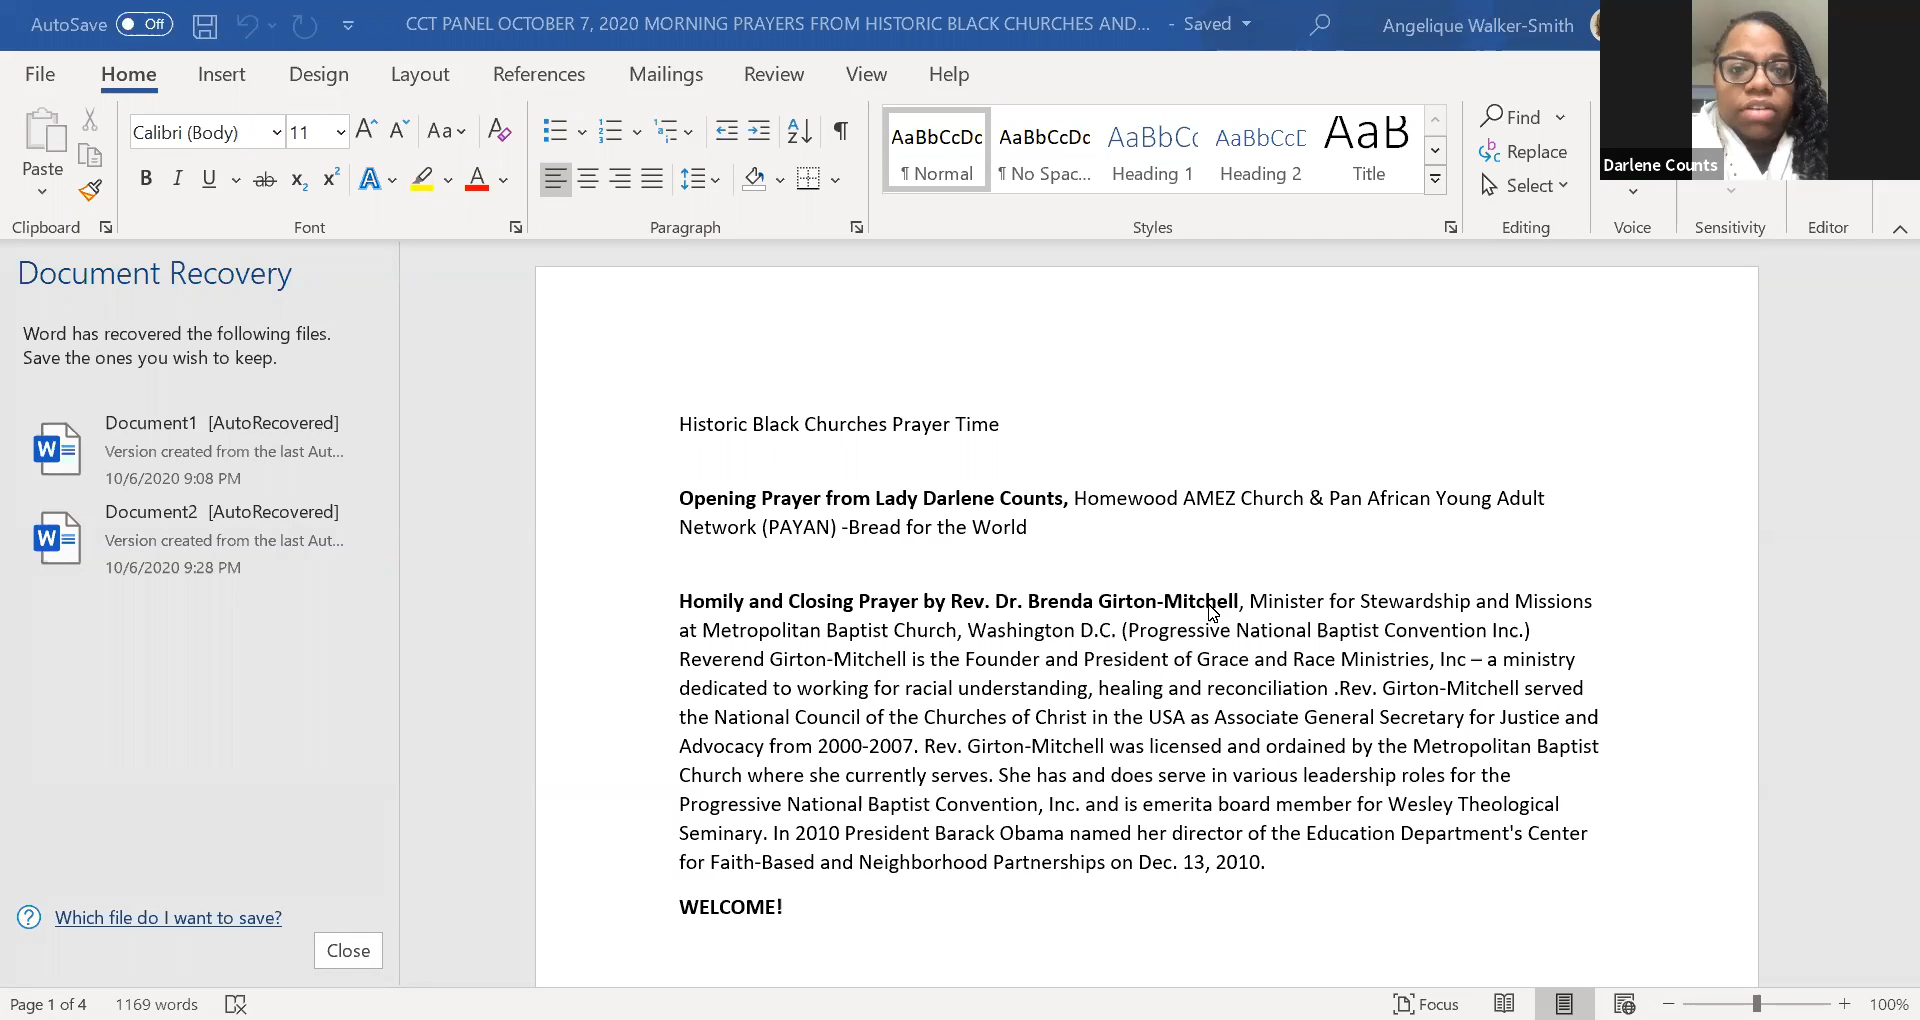 AutoSave Off CCT PANEL OCTOBER 7, 2020 MORNING PRAYERS FROM HISTORIC BLACK CHURCHES AND... - Saved Angelique Walker-Smith
File Home Insert Design Layout References Mailings Review View Help
Paste
Calibri (Body) 11 Aa
B I U ab x2 x2 A A
AaBbCcDc AaBbCcDc AaBbCc AaBbCcD AaB
¶ Normal ¶ No Spac... Heading 1 Heading 2 Title
Find
Replace
Select
Darlene Counts
Clipboard Font Paragraph Styles Editing Voice Sensitivity Editor
Document Recovery
Word has recovered the following files.
Save the ones you wish to keep.
Document1 [AutoRecovered]
Version created from the last Aut...
10/6/2020 9:08 PM
Document2 [AutoRecovered]
Version created from the last Aut...
10/6/2020 9:28 PM
Which file do I want to save?
Close
Historic Black Churches Prayer Time
Opening Prayer from Lady Darlene Counts, Homewood AMEZ Church & Pan African Young Adult
Network (PAYAN) -Bread for the World
Homily and Closing Prayer by Rev. Dr. Brenda Girton-Mitchell, Minister for Stewardship and Missions
at Metropolitan Baptist Church, Washington D.C. (Progressive National Baptist Convention Inc.)
Reverend Girton-Mitchell is the Founder and President of Grace and Race Ministries, Inc – a ministry
dedicated to working for racial understanding, healing and reconciliation .Rev. Girton-Mitchell served
the National Council of the Churches of Christ in the USA as Associate General Secretary for Justice and
Advocacy from 2000-2007. Rev. Girton-Mitchell was licensed and ordained by the Metropolitan Baptist
Church where she currently serves. She has and does serve in various leadership roles for the
Progressive National Baptist Convention, Inc. and is emerita board member for Wesley Theological
Seminary. In 2010 President Barack Obama named her director of the Education Department's Center
for Faith-Based and Neighborhood Partnerships on Dec. 13, 2010.
WELCOME!
Page 1 of 4 1169 words Focus 100%